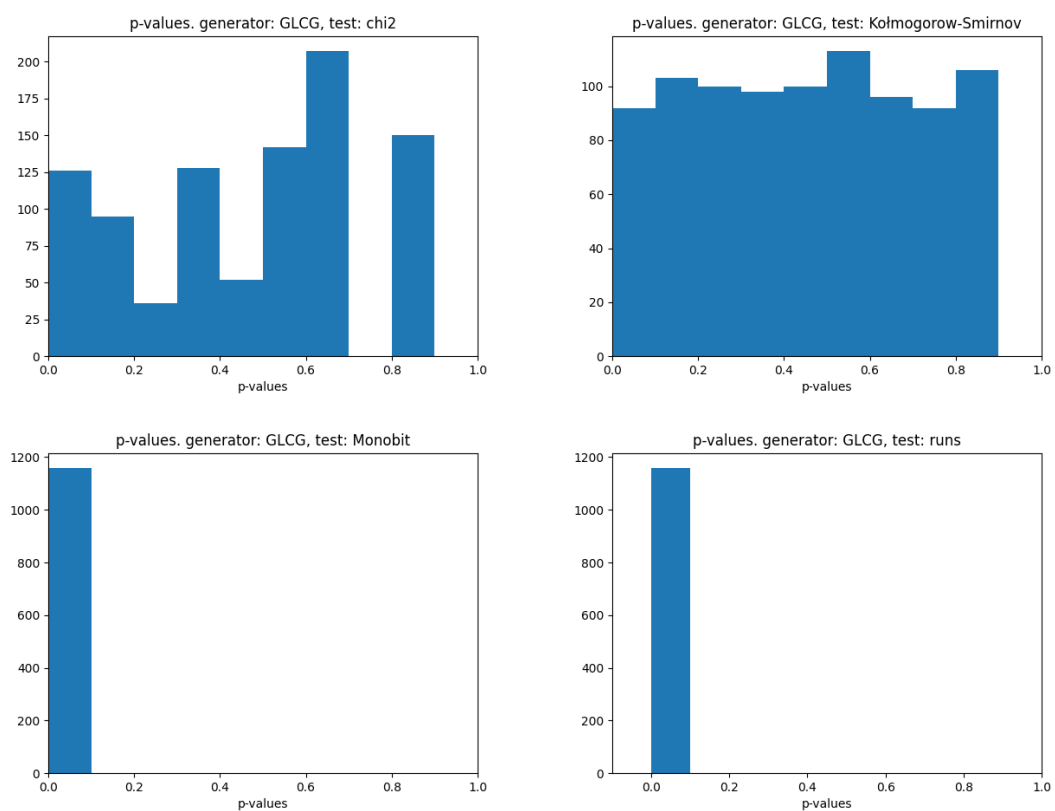 p-values. generator: GLCG, test: chi2
200
175
150
125
100
75
50
25
0
0.0 0.2 0.4 0.6 0.8 1.0
p-values
p-values. generator: GLCG, test: Kołmogorow-Smirnov
100
80
60
40
20
0
0.0 0.2 0.4 0.6 0.8 1.0
p-values
p-values. generator: GLCG, test: Monobit
1200
1000
800
600
400
200
0
0.0 0.2 0.4 0.6 0.8 1.0
p-values
p-values. generator: GLCG, test: runs
1200
1000
800
600
400
200
0
0.0 0.2 0.4 0.6 0.8 1.0
p-values